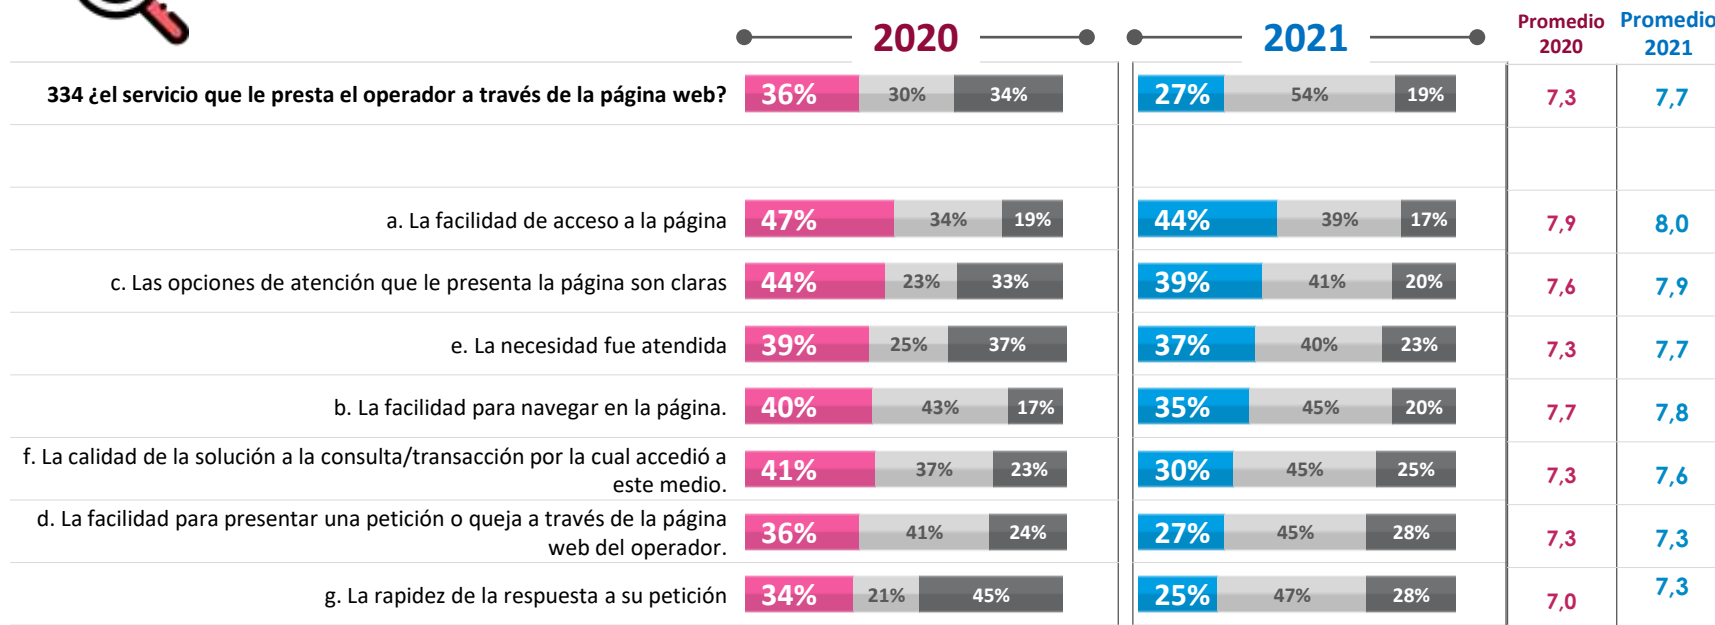 2020
2021
Promedio 2020
Promedio 2021
334 ¿el servicio que le presta el operador a través de la página web? 36% 30% 34% 27% 54% 19% 7,3 7,7
a. La facilidad de acceso a la página 47% 34% 19% 44% 39% 17% 7,9 8,0
c. Las opciones de atención que le presenta la página son claras 44% 23% 33% 39% 41% 20% 7,6 7,9
e. La necesidad fue atendida 39% 25% 37% 37% 40% 23% 7,3 7,7
b. La facilidad para navegar en la página. 40% 43% 17% 35% 45% 20% 7,7 7,8
f. La calidad de la solución a la consulta/transacción por la cual accedió a
este medio. 41% 37% 23% 30% 45% 25% 7,3 7,6
d. La facilidad para presentar una petición o queja a través de la página
web del operador. 36% 41% 24% 27% 45% 28% 7,3 7,3
g. La rapidez de la respuesta a su petición 34% 21% 45% 25% 47% 28% 7,0 7,3